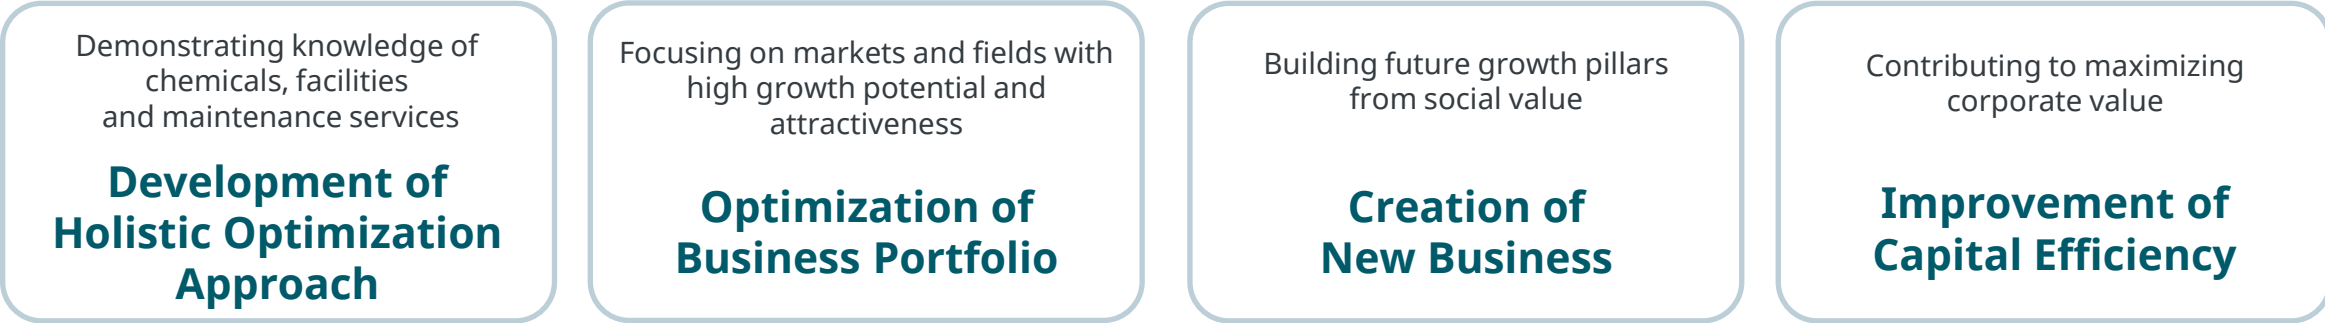 Demonstrating knowledge of
chemicals, facilities
and maintenance services
Development of
Holistic Optimization
Approach
Focusing on markets and fields with
high growth potential and
attractiveness
Optimization of
Business Portfolio
Building future growth pillars
from social value
Creation of
New Business
Contributing to maximizing
corporate value
Improvement of
Capital Efficiency